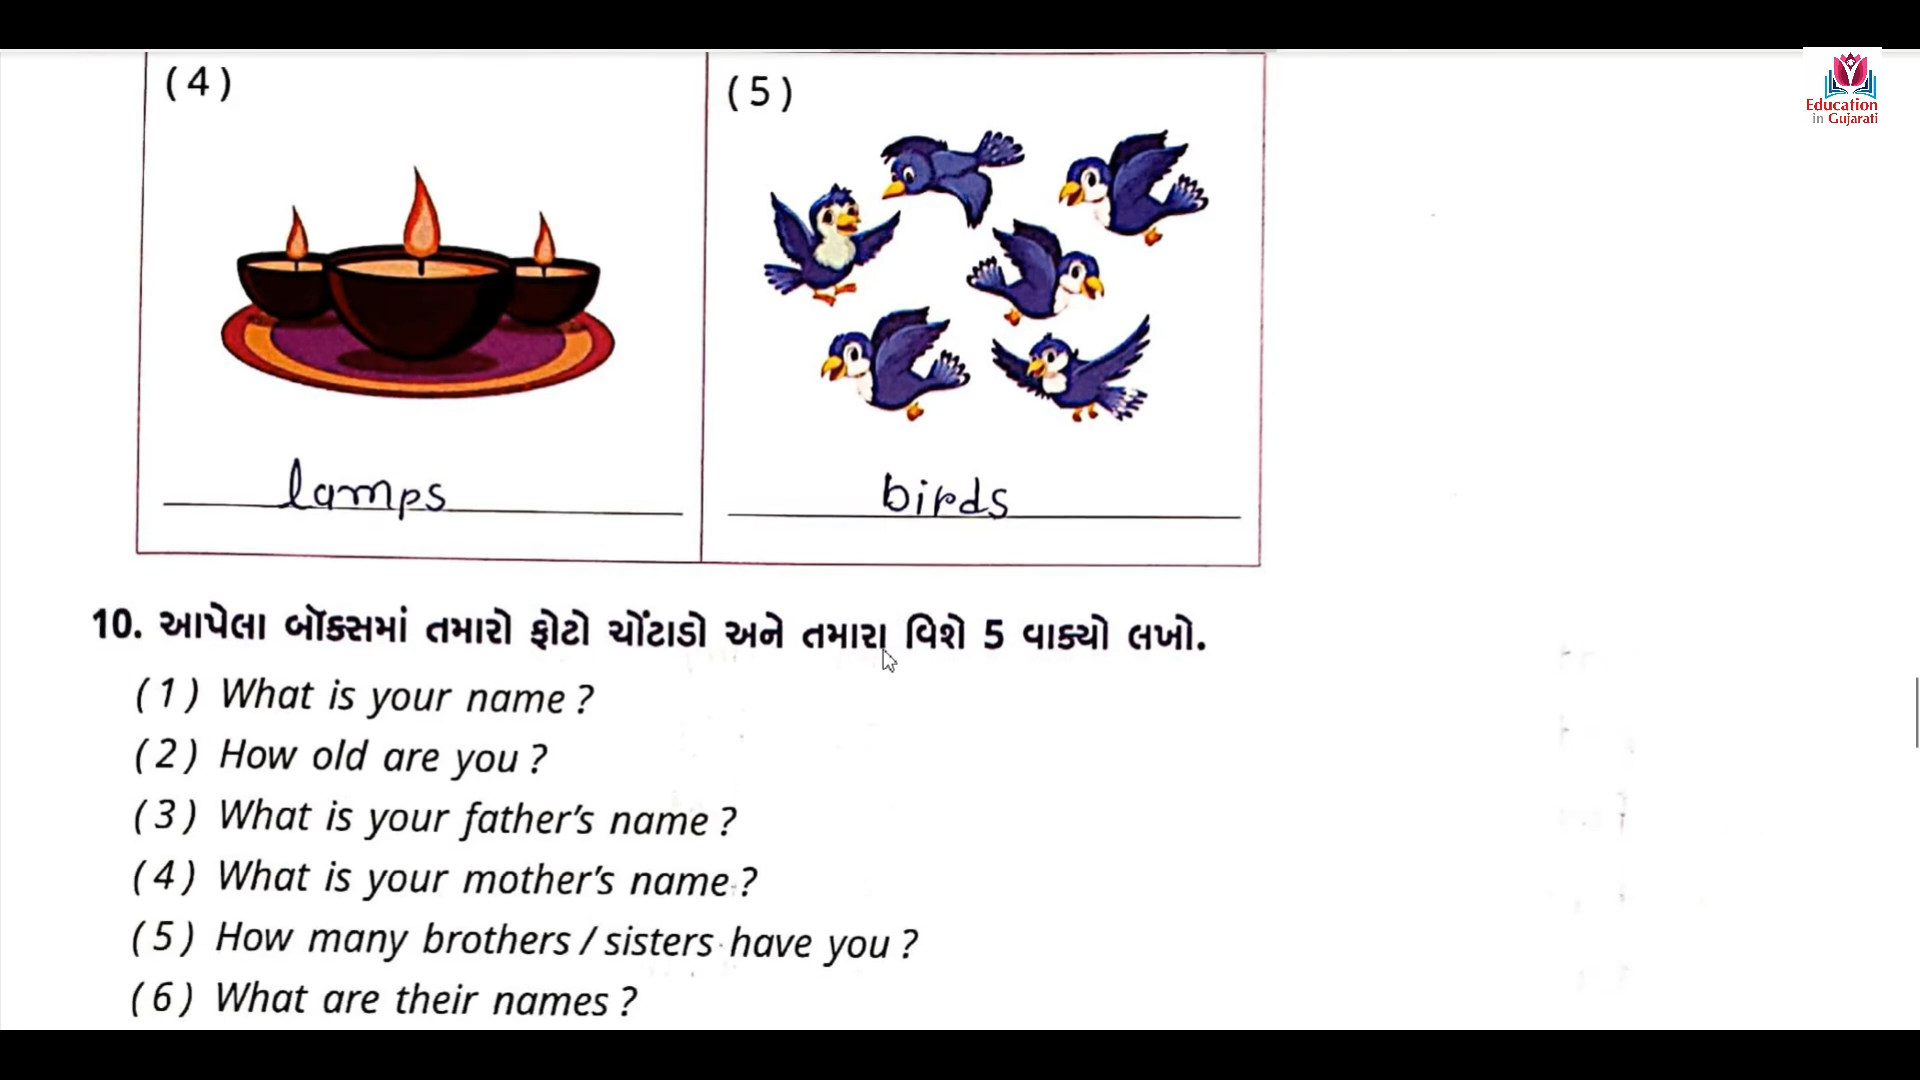 (4)
(5)
Education
in Gujarati
lamps
birds
10. આપેલા બૉક્સમાં તમારો ફોટો ચોંટાડો અને તમારા વિશે 5 વાક્યો લખો.
(1) What is your name ?
(2) How old are you ?
(3) What is your father's name ?
(4) What is your mother's name ?
(5) How many brothers / sisters have you ?
(6) What are their names ?